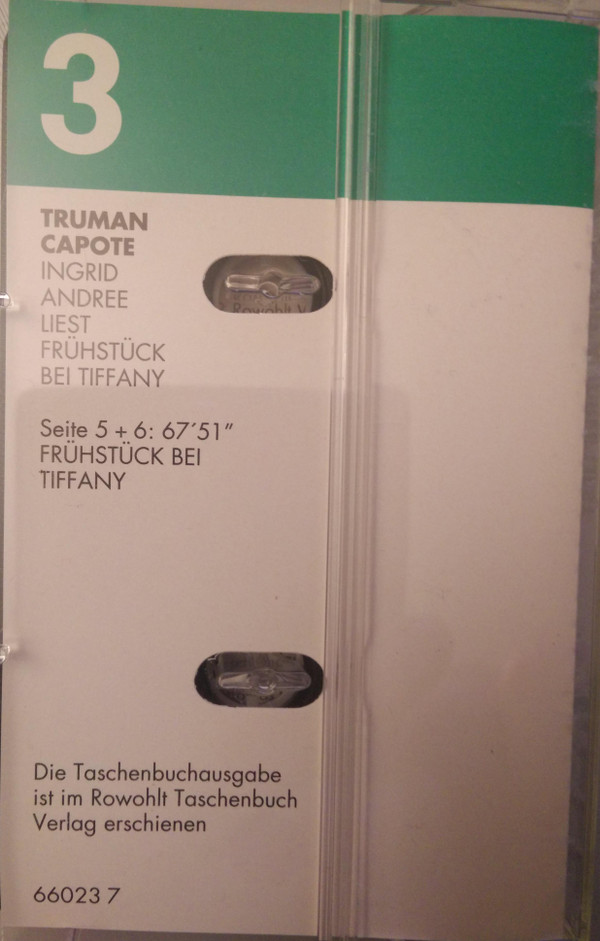 3
TRUMAN
CAPOTE
INGRID
ANDREE
LIEST
FRÜHSTÜCK
BEI TIFFANY
Rowohlt V
Seite 5 + 6: 67´51”
FRÜHSTÜCK BEI
TIFFANY
Die Taschenbuchausgabe
ist im Rowohlt Taschenbuch
Verlag erschienen
66023 7